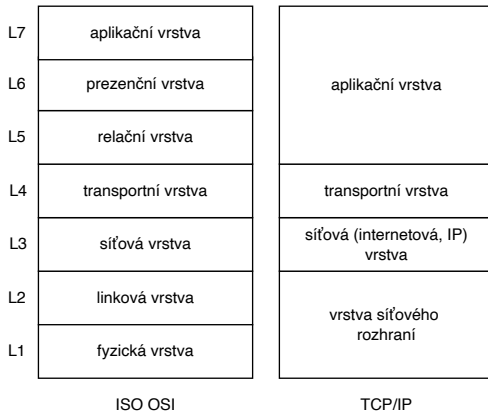 L7
aplikační vrstva
L6
prezenční vrstva
aplikační vrstva
L5
relační vrstva
L4
transportní vrstva
transportní vrstva
L3
síťová vrstva
síťová (internetová, IP)
vrstva
L2
linková vrstva
vrstva síťového
rozhraní
L1
fyzická vrstva
ISO OSI
TCP/IP